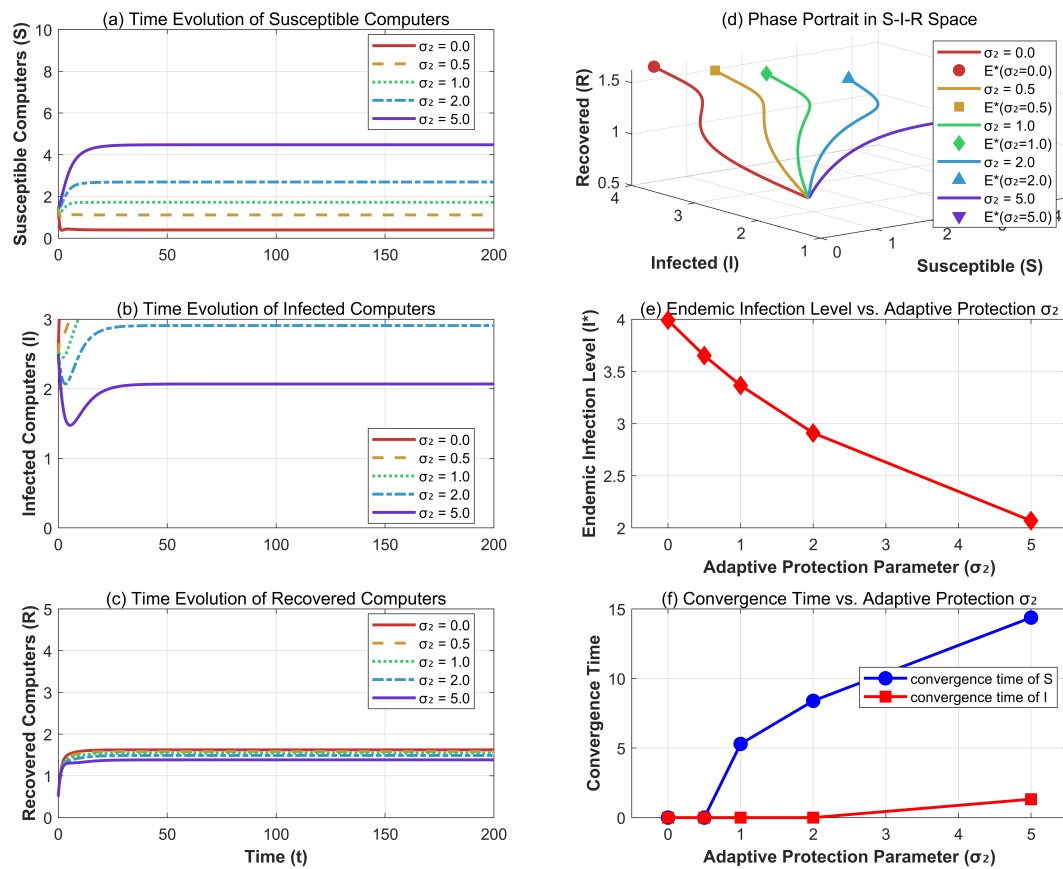 (a) Time Evolution of Susceptible Computers
Susceptible Computers (S)
10
8
6
4
2
0
0 50 100 150 200
σ₂ = 0.0
σ₂ = 0.5
σ₂ = 1.0
σ₂ = 2.0
σ₂ = 5.0
(b) Time Evolution of Infected Computers
Infected Computers (I)
3
2
1
0
0 50 100 150 200
σ₂ = 0.0
σ₂ = 0.5
σ₂ = 1.0
σ₂ = 2.0
σ₂ = 5.0
(c) Time Evolution of Recovered Computers
Recovered Computers (R)
5
4
3
2
1
0
0 50 100 150 200
Time (t)
σ₂ = 0.0
σ₂ = 0.5
σ₂ = 1.0
σ₂ = 2.0
σ₂ = 5.0
(d) Phase Portrait in S-I-R Space
Recovered (R)
1.5
1
0.5
4
3
2
1
Infected (I)
0
1
2
4
Susceptible (S)
σ₂ = 0.0
E*(σ₂=0.0)
σ₂ = 0.5
E*(σ₂=0.5)
σ₂ = 1.0
E*(σ₂=1.0)
σ₂ = 2.0
E*(σ₂=2.0)
σ₂ = 5.0
E*(σ₂=5.0)
(e) Endemic Infection Level vs. Adaptive Protection σ₂
Endemic Infection Level (I*)
4
3.5
3
2.5
2
0 1 2 3 4 5
Adaptive Protection Parameter (σ₂)
(f) Convergence Time vs. Adaptive Protection σ₂
Convergence Time
15
10
5
0
0 1 2 3 4 5
Adaptive Protection Parameter (σ₂)
convergence time of S
convergence time of I